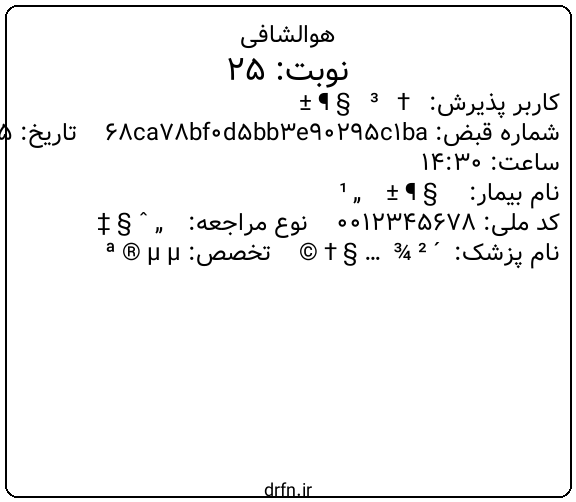 هوالشافی
نوبت: ۲۵
کاربر پذیرش: † ³ § ¶ ±
شماره قبض: ۶۸ca۷۸bf۰d۵bb۳e۹۰۲۹۵c۱ba تاریخ: ۵
ساعت: ۱۴:۳۰
نام بیمار: § ¶ ± „ ¹
کد ملی: ۰۰۱۲۳۴۵۶۷۸ نوع مراجعه: „ ˆ § ‡
نام پزشک: ´ ² ¾ … § † © تخصص: µ µ ® ª
drfn.ir